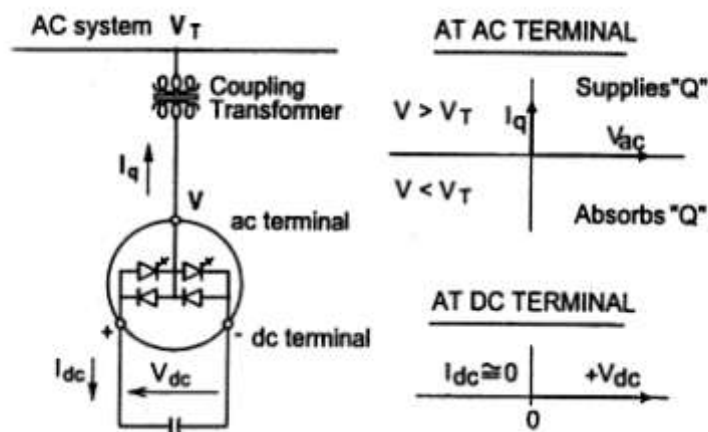 AC system V_T
Coupling
Transformer
I_q
V
ac terminal
+
- dc terminal
I_dc
V_dc
AT AC TERMINAL
Supplies"Q"
V > V_T
I_q
V_ac
V < V_T
Absorbs "Q"
AT DC TERMINAL
I_dc≅0
+V_dc
0